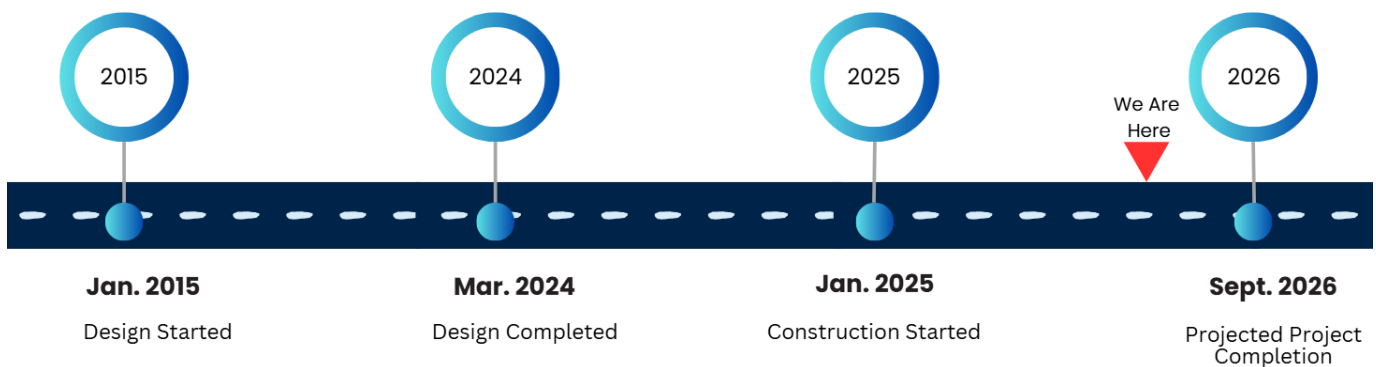 2015
2024
2025
2026
We Are
Here
Jan. 2015
Mar. 2024
Jan. 2025
Sept. 2026
Design Started
Design Completed
Construction Started
Projected Project
Completion